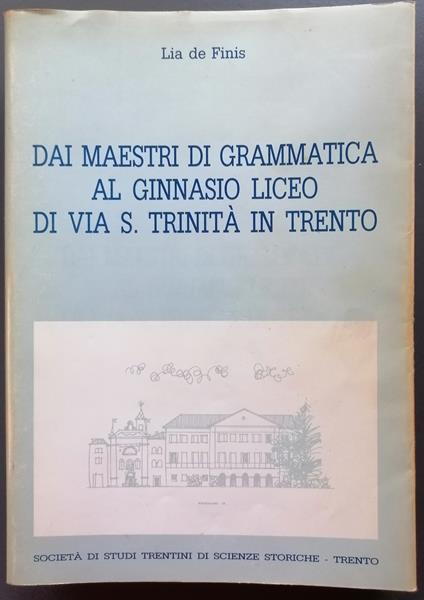 Lia de Finis
DAI MAESTRI DI GRAMMATICA
AL GINNASIO LICEO
DI VIA S. TRINITÀ IN TRENTO
SOCIETÀ DI STUDI TRENTINI DI SCIENZE STORICHE - TRENTO